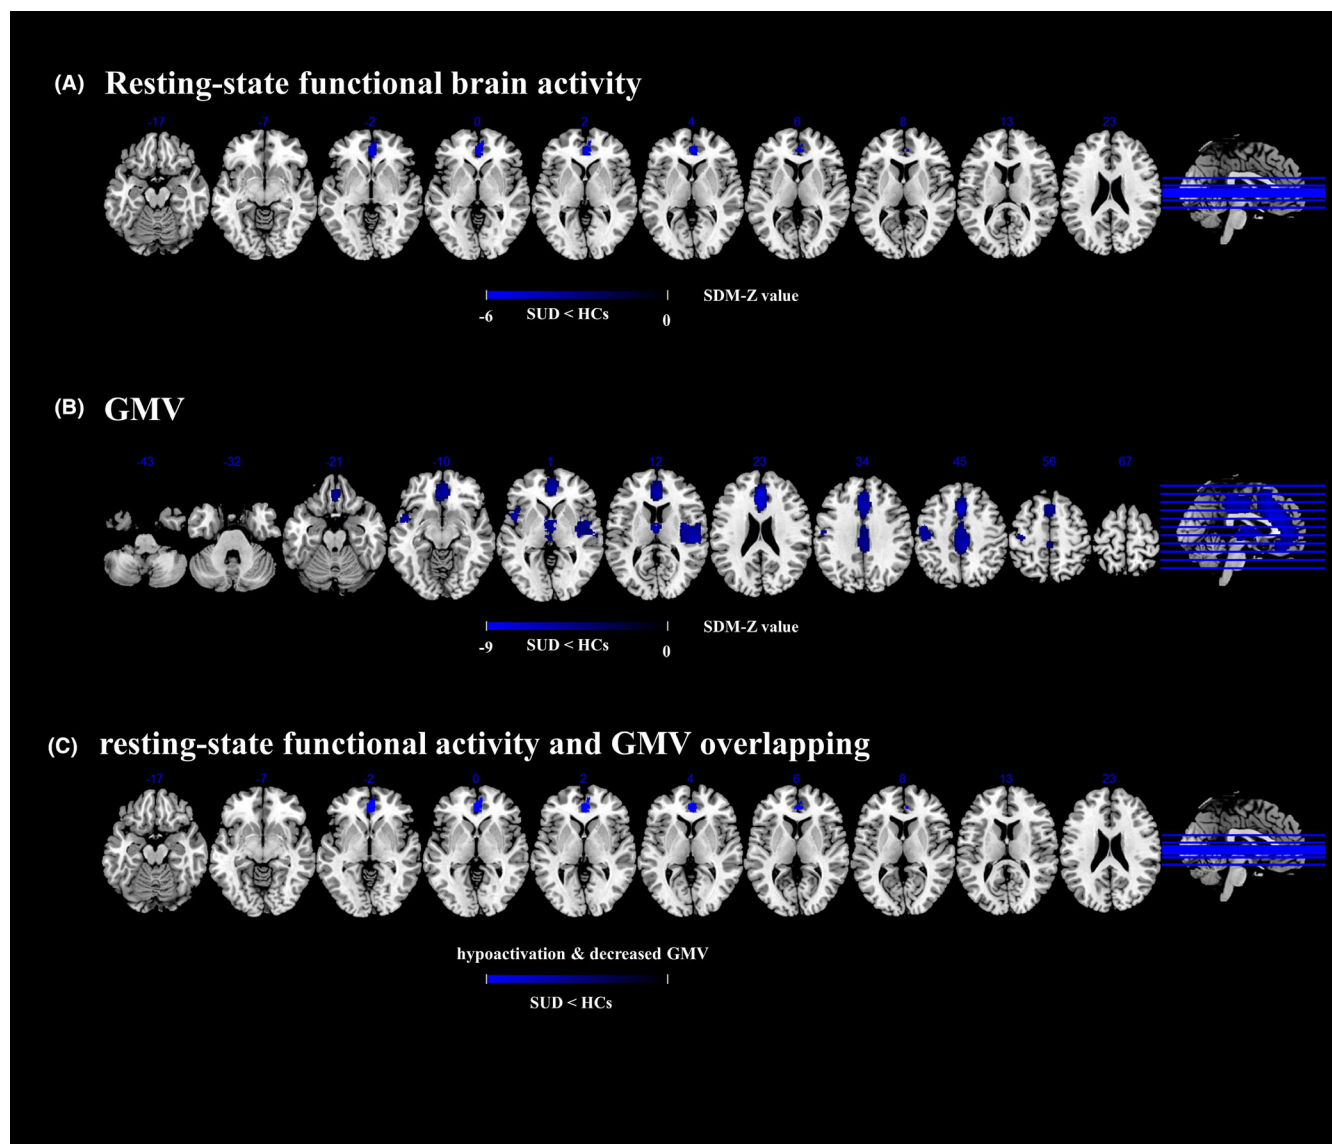 (A) Resting-state functional brain activity
-17 -7 -2 0 2 4 6 8 13 23
-6 SUD < HCs 0 SDM-Z value
(B) GMV
-43 -32 -21 -10 1 12 23 34 45 56 67
-9 SUD < HCs 0 SDM-Z value
(C) resting-state functional activity and GMV overlapping
-17 -7 -2 0 2 4 6 8 13 23
hypoactivation & decreased GMV
SUD < HCs